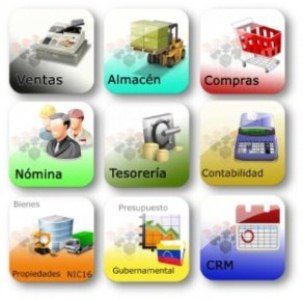 Ventas
Almacén
Compras
Nómina
Tesorería
Contabilidad
Bienes
Propiedades NIC16
Presupuesto
Gubernamental
CRM